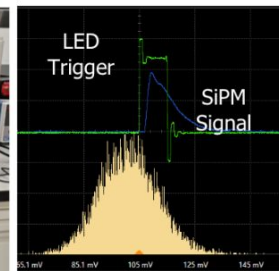 LED
Trigger
SiPM
Signal
85.1 mV
105 mV
125 mV
145 mV